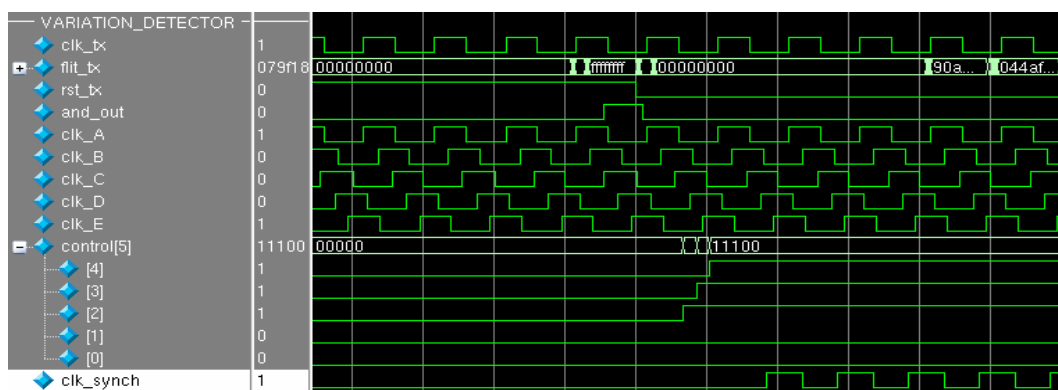 VARIATION_DETECTOR
clk_tx 1
flit_tx 079f18 00000000 ffffffff 00000000 90a... 044af...
rst_tx 0
and_out 0
clk_A 1
clk_B 0
clk_C 0
clk_D 0
clk_E 1
control[5] 11100 00000 11100
[4] 1
[3] 1
[2] 1
[1] 0
[0] 0
clk_synch 1